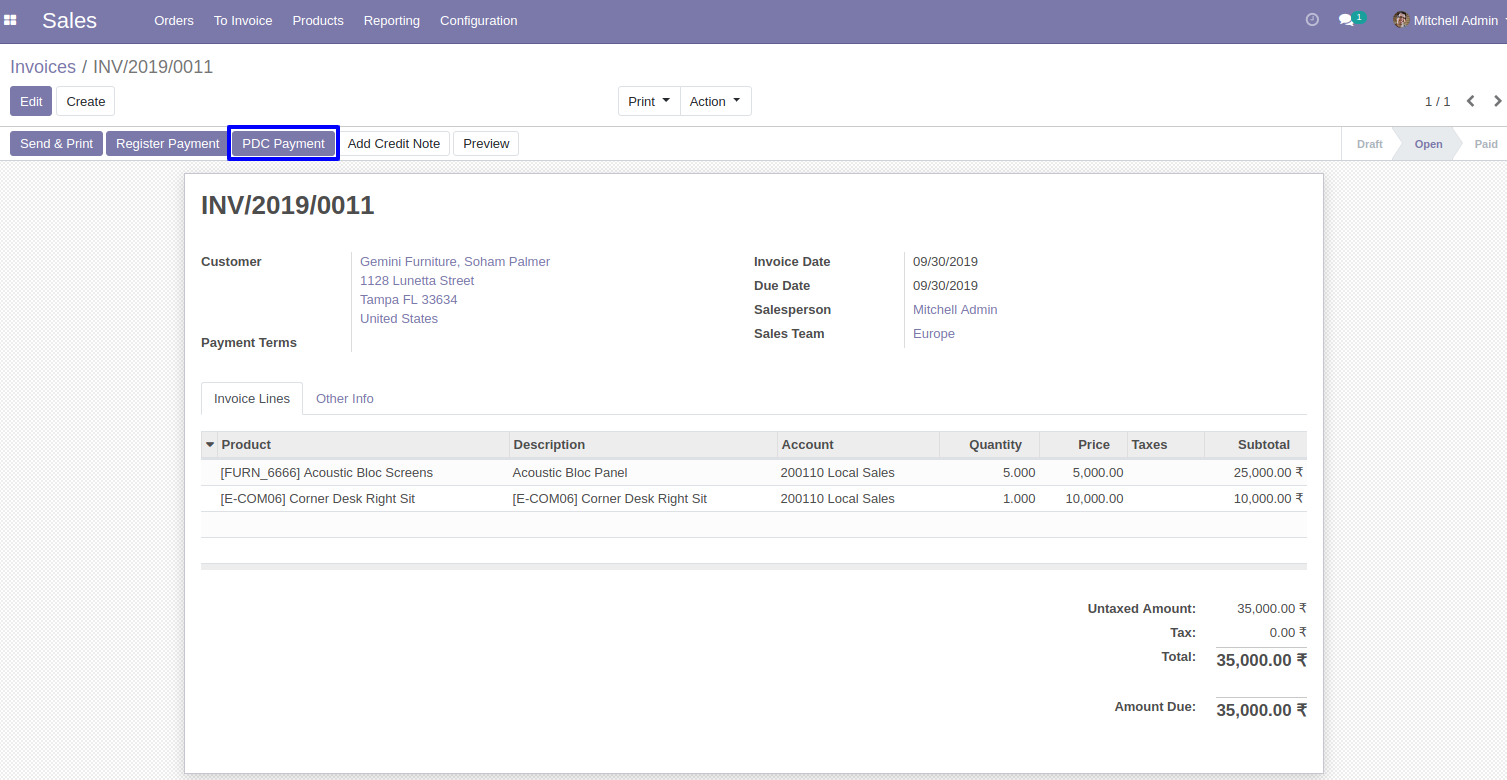 Sales Orders To Invoice Products Reporting Configuration 1 Mitchell Admin
Invoices / INV/2019/0011
Edit Create Print Action 1 / 1
Send & Print Register Payment PDC Payment Add Credit Note Preview Draft Open Paid
INV/2019/0011
Customer Gemini Furniture, Soham Palmer Invoice Date 09/30/2019
1128 Lunetta Street Due Date 09/30/2019
Tampa FL 33634 Salesperson Mitchell Admin
United States Sales Team Europe
Payment Terms
Invoice Lines Other Info
Product Description Account Quantity Price Taxes Subtotal
[FURN_6666] Acoustic Bloc Screens Acoustic Bloc Panel 200110 Local Sales 5.000 5,000.00 25,000.00 ₹
[E-COM06] Corner Desk Right Sit [E-COM06] Corner Desk Right Sit 200110 Local Sales 1.000 10,000.00 10,000.00 ₹
Untaxed Amount: 35,000.00 ₹
Tax: 0.00 ₹
Total: 35,000.00 ₹
Amount Due: 35,000.00 ₹